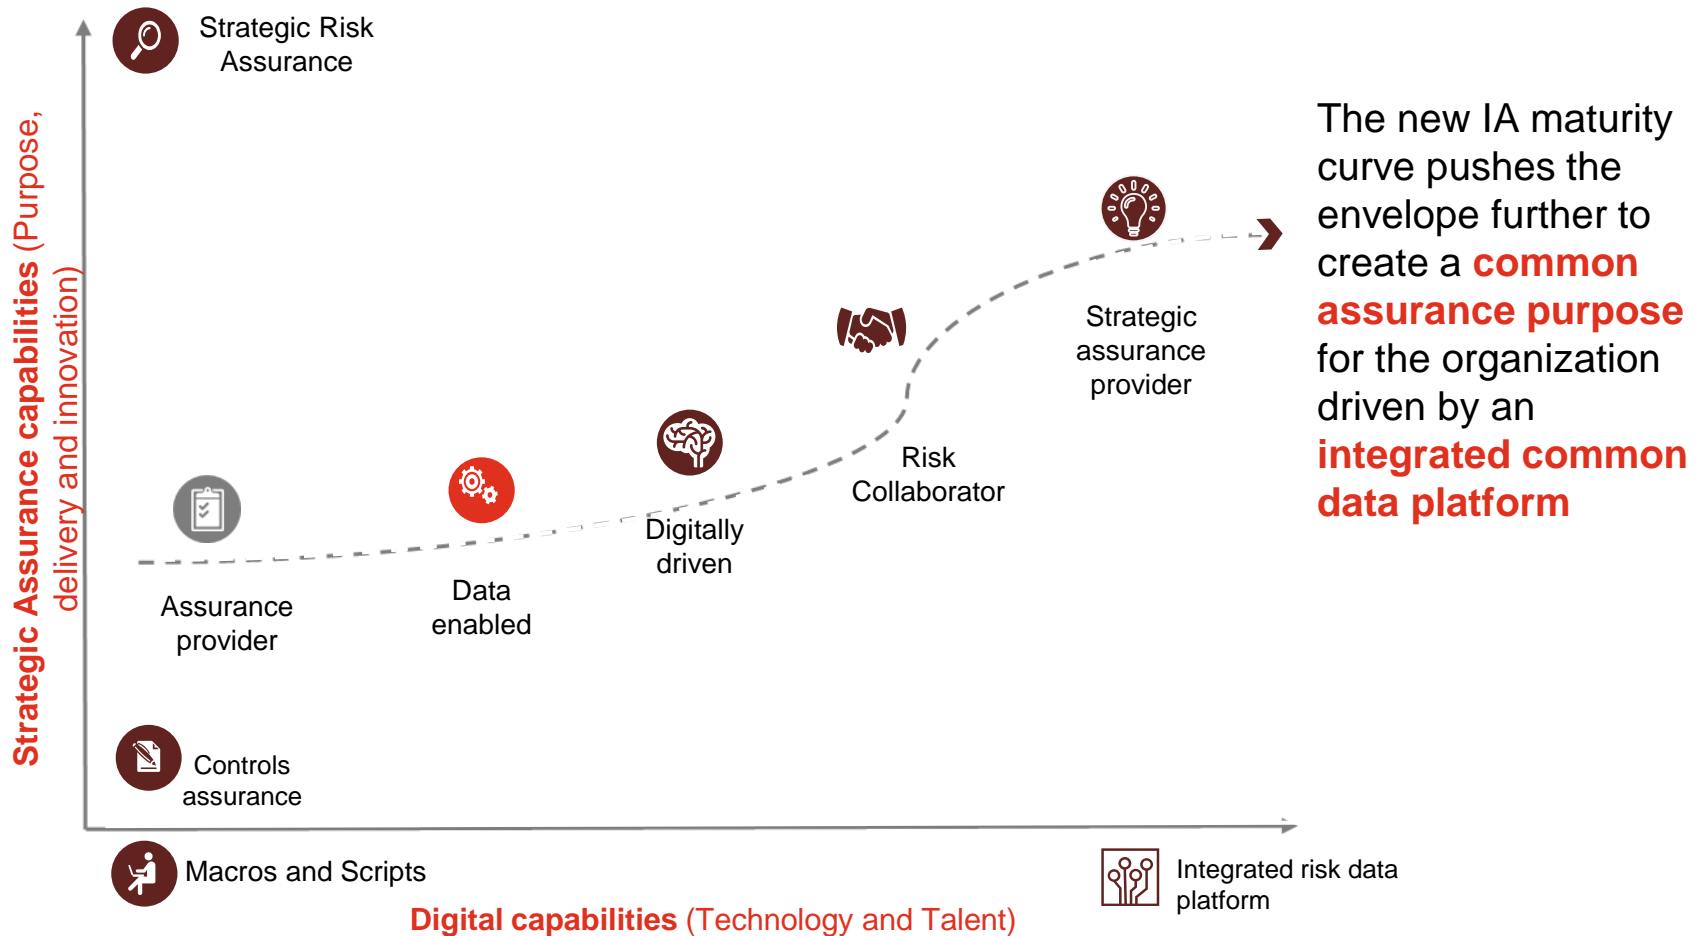 Strategic Risk
Assurance
Strategic Assurance capabilities (Purpose,
delivery and innovation)
The new IA maturity
curve pushes the
envelope further to
create a common
assurance purpose
for the organization
driven by an
integrated common
data platform
Strategic
assurance
provider
Risk
Collaborator
Digitally
driven
Data
enabled
Assurance
provider
Controls
assurance
Macros and Scripts
Integrated risk data
platform
Digital capabilities (Technology and Talent)